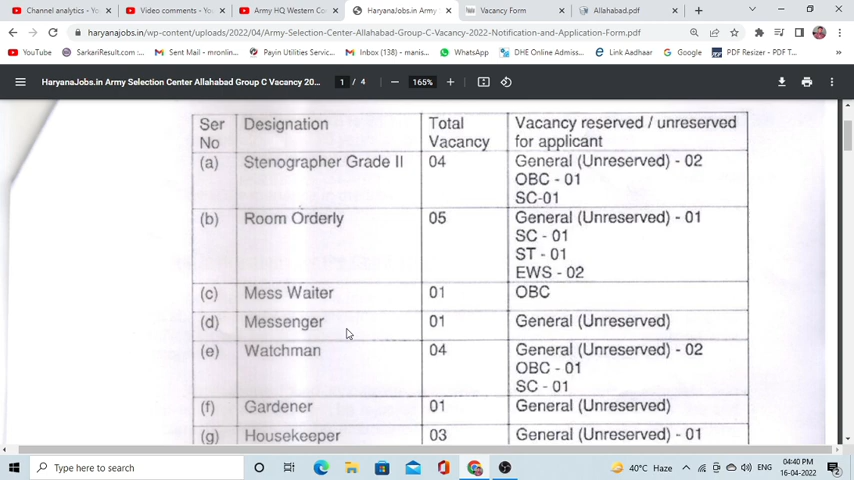 Channel analytics - Yo
Video comments - Yo
Army HQ Western Co
HaryanaJobs.in Army
Vacancy Form
Allahabad.pdf
haryanajobs.in/wp-content/uploads/2022/04/Army-Selection-Center-Allahabad-Group-C-Vacancy-2022-Notification-and-Application-Form.pdf
YouTube
SarkariResult.com :...
Sent Mail - mronlin...
Payin Utilive Servic...
Inbox (138) - manis...
WhatsApp
DHE Online Admissi...
Link Aadhaar
Google
PDF Resizer - PDF T...
HaryanaJobs.in Army Selection Center Allahabad Group C Vacancy 20...
1 / 4
165%
Ser No
Designation
Total Vacancy
Vacancy reserved / unreserved for applicant
(a) Stenographer Grade II 04 General (Unreserved) - 02
OBC - 01
SC-01
(b) Room Orderly 05 General (Unreserved) - 01
SC - 01
ST - 01
EWS - 02
(c) Mess Waiter 01 OBC
(d) Messenger 01 General (Unreserved)
(e) Watchman 04 General (Unreserved) - 02
OBC - 01
SC - 01
(f) Gardener 01 General (Unreserved)
(g) Housekeeper 03 General (Unreserved) - 01
Type here to search
40°C Haze
ENG
04:40 PM
16-04-2022
2